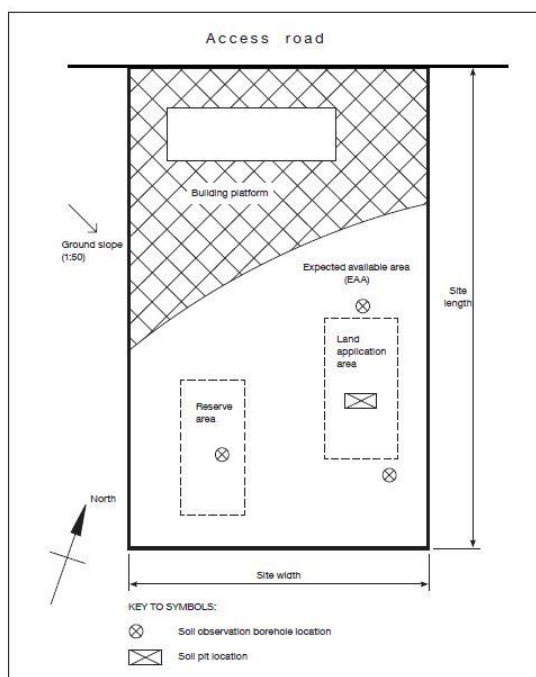 Access road
Building platform
Ground slope
(1:50)
Expected available area
(EAA)
Site
length
Land
application
area
Reserve
area
North
Site width
KEY TO SYMBOLS:
Soil observation borehole location
Soil pit location